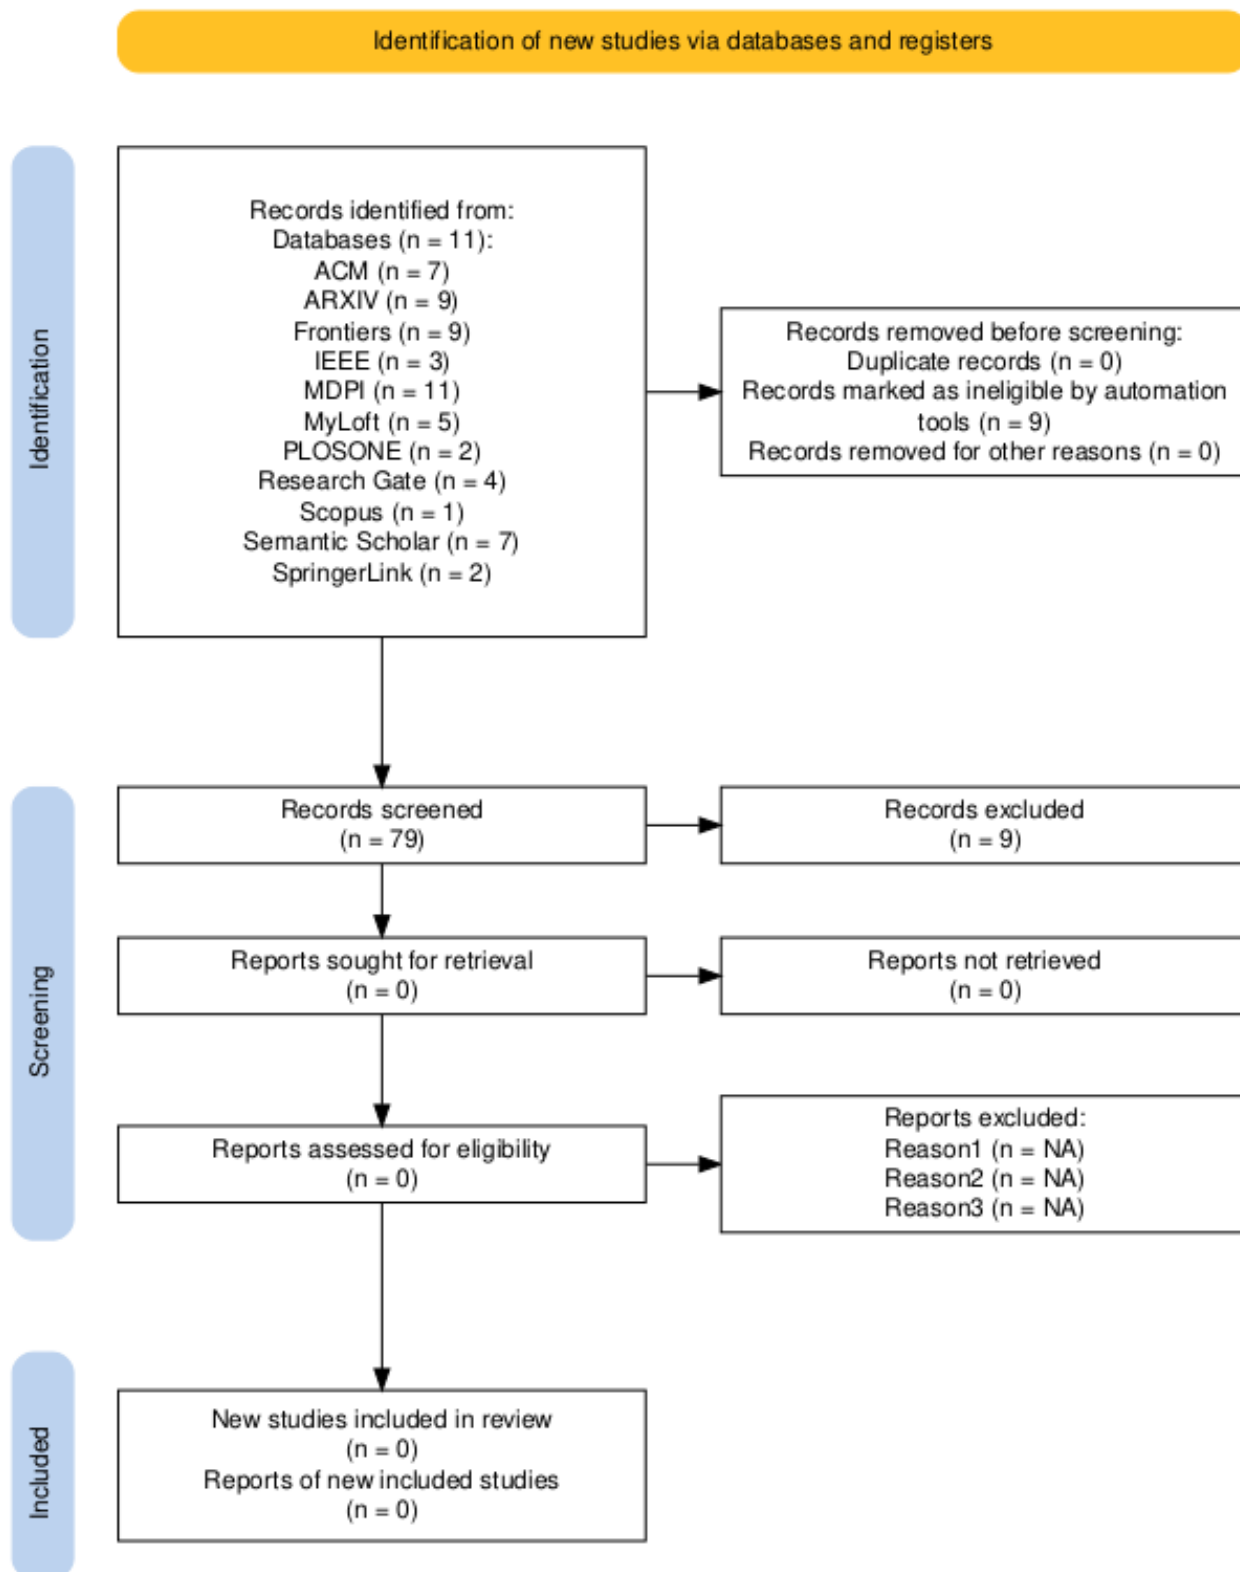 Identification of new studies via databases and registers
Identification
Records identified from:
Databases (n = 11):
ACM (n = 7)
ARXIV (n = 9)
Frontiers (n = 9)
IEEE (n = 3)
MDPI (n = 11)
MyLoft (n = 5)
PLOSONE (n = 2)
Research Gate (n = 4)
Scopus (n = 1)
Semantic Scholar (n = 7)
SpringerLink (n = 2)
Records removed before screening:
Duplicate records (n = 0)
Records marked as ineligible by automation
tools (n = 9)
Records removed for other reasons (n = 0)
Screening
Records screened
(n = 79)
Records excluded
(n = 9)
Reports sought for retrieval
(n = 0)
Reports not retrieved
(n = 0)
Reports assessed for eligibility
(n = 0)
Reports excluded:
Reason1 (n = NA)
Reason2 (n = NA)
Reason3 (n = NA)
Included
New studies included in review
(n = 0)
Reports of new included studies
(n = 0)